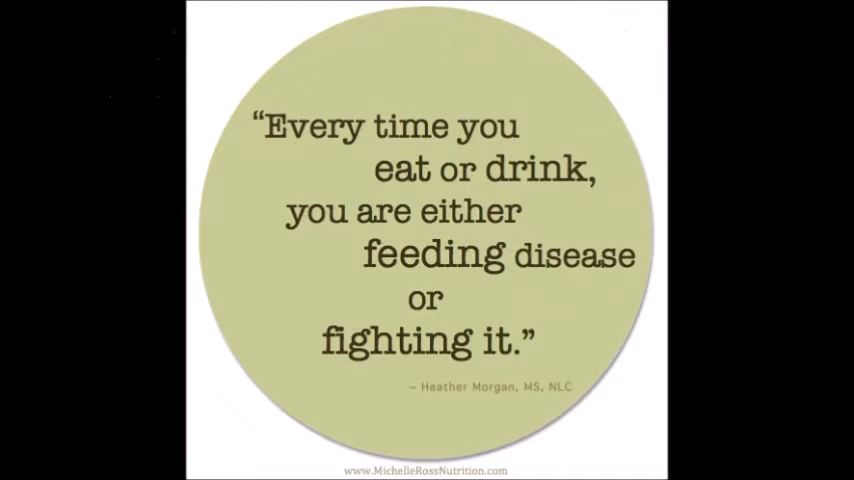 “Every time you
eat or drink,
you are either
feeding disease
or
fighting it.”
~ Heather Morgan, MS, NLC
www.MichelleRossNutrition.com